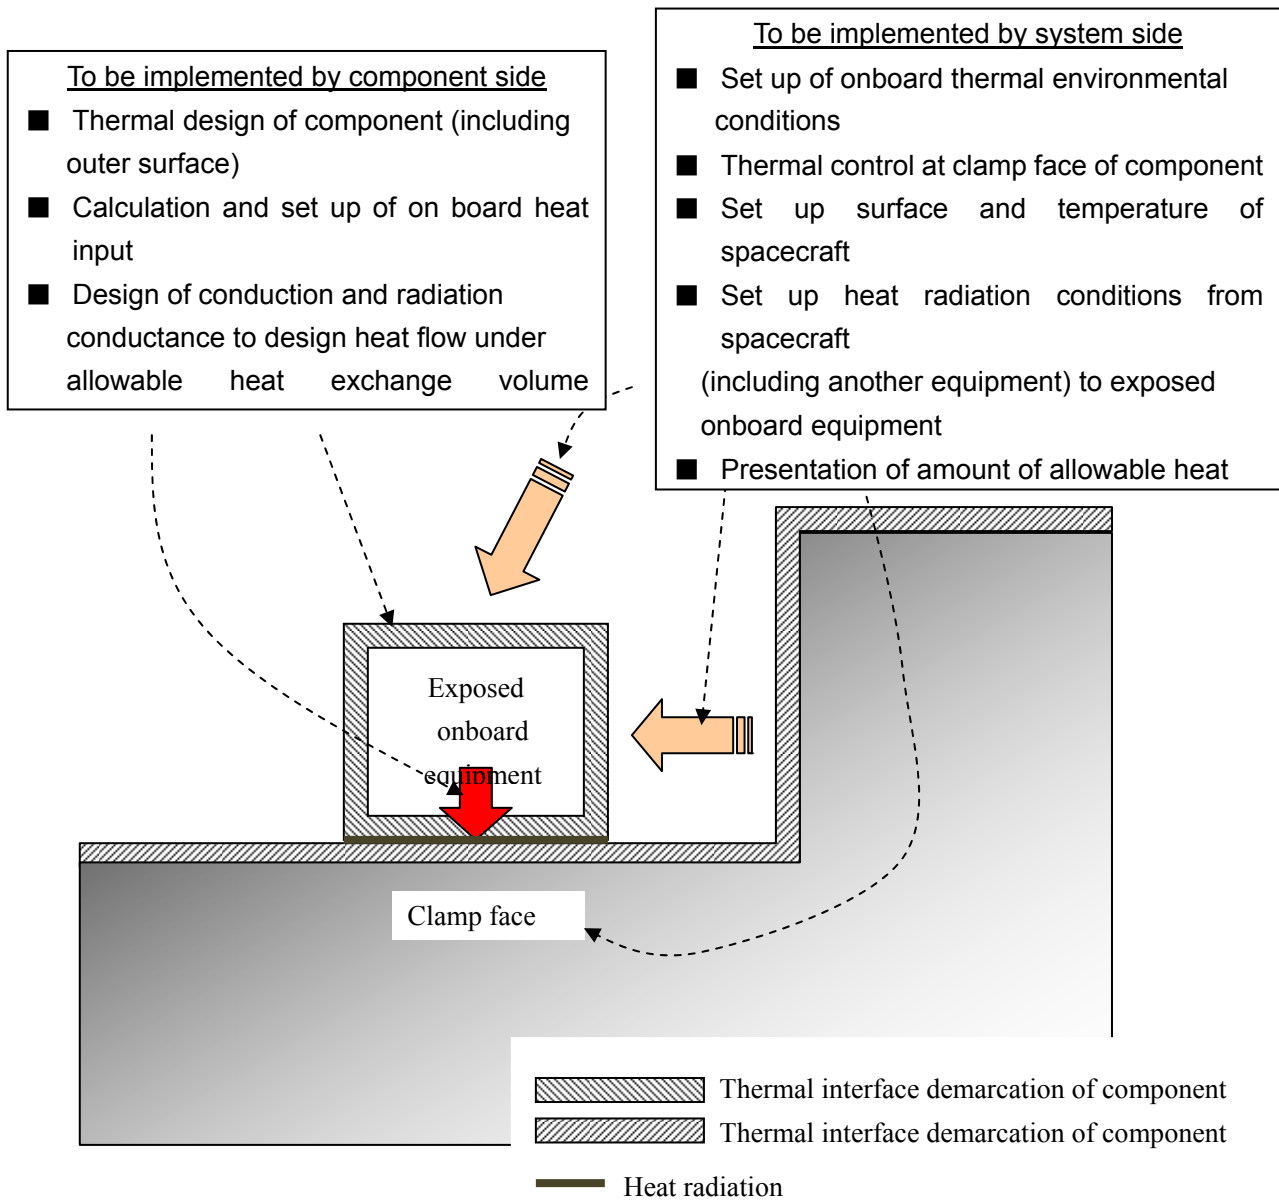 To be implemented by component side
■ Thermal design of component (including
outer surface)
■ Calculation and set up of on board heat
input
■ Design of conduction and radiation
conductance to design heat flow under
allowable heat exchange volume
To be implemented by system side
■ Set up of onboard thermal environmental
conditions
■ Thermal control at clamp face of component
■ Set up surface and temperature of
spacecraft
■ Set up heat radiation conditions from
spacecraft
(including another equipment) to exposed
onboard equipment
■ Presentation of amount of allowable heat
Exposed
onboard
equipment
Clamp face
Thermal interface demarcation of component
Thermal interface demarcation of component
Heat radiation